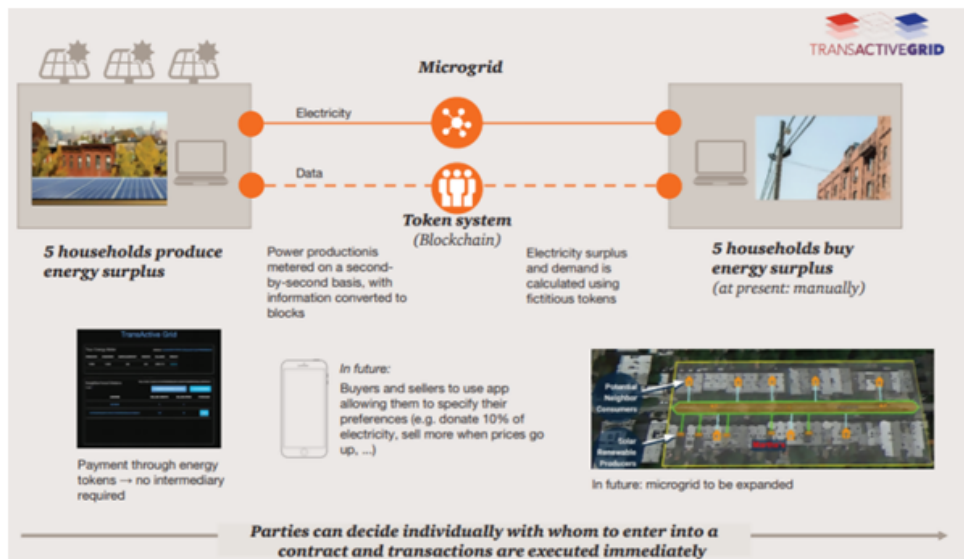 TRANSACTIVEGRID
Microgrid
Electricity
Data
Token system
(Blockchain)
5 households produce
energy surplus
Power productionis
metered on a second-
by-second basis, with
information converted to
blocks
Electricity surplus
and demand is
calculated using
fictitious tokens
5 households buy
energy surplus
(at present: manually)
TransActive Grid
Payment through energy
tokens → no intermediary
required
In future:
Buyers and sellers to use app
allowing them to specify their
preferences (e.g. donate 10% of
electricity, sell more when prices go
up, ...)
Potential
Neighbor
Consumers
Solar
Renewable
Producers
In future: microgrid to be expanded
Parties can decide individually with whom to enter into a
contract and transactions are executed immediately